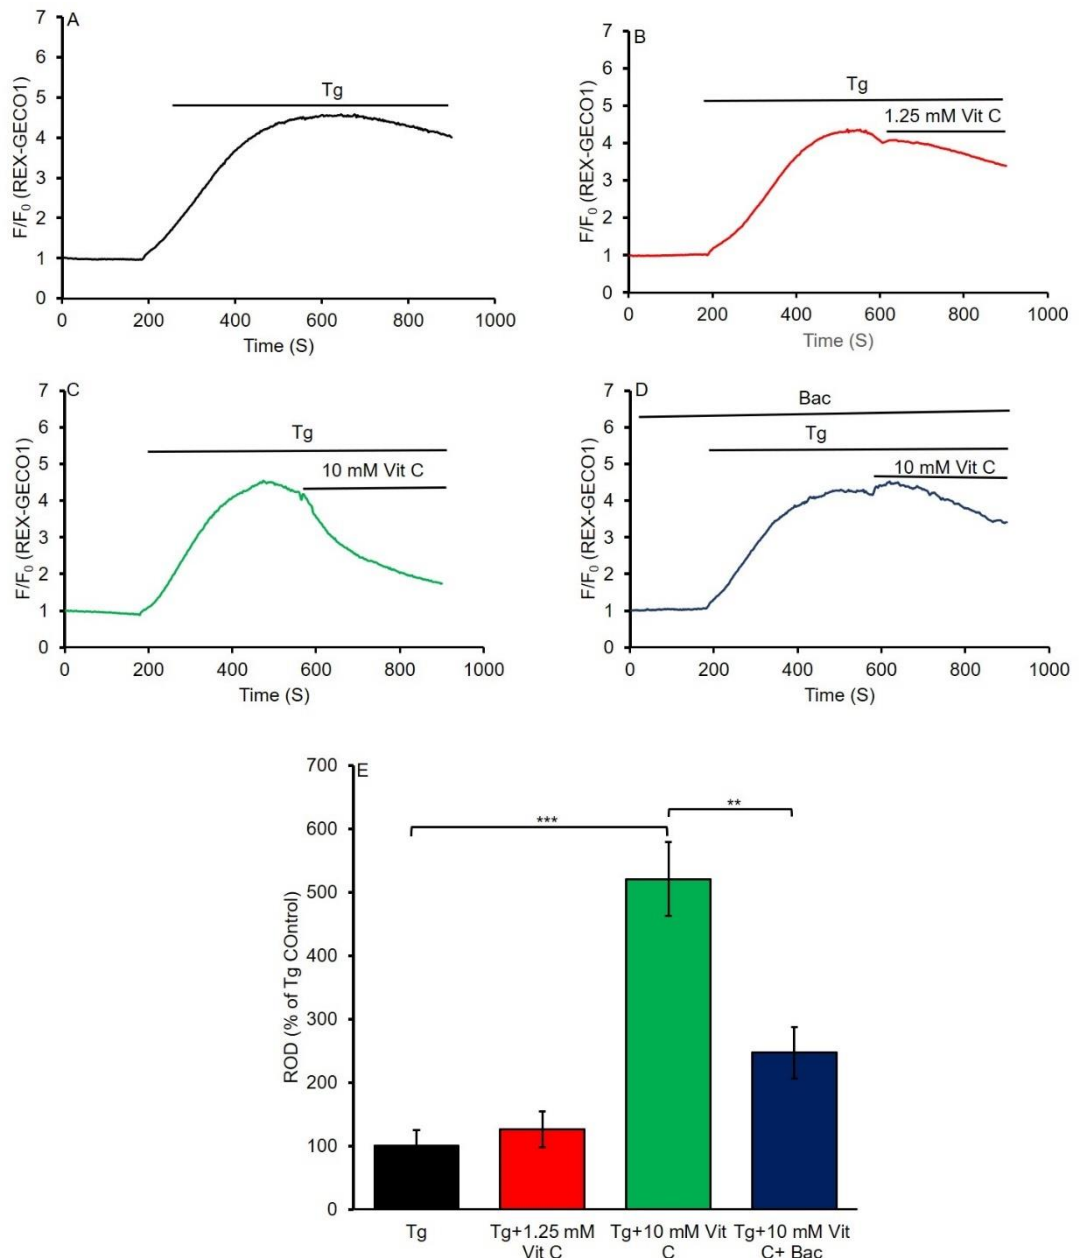 A
F/F0 (REX-GECO1)
7
6
5
4
3
2
1
0
Tg
0 200 400 600 800 1000
Time (S)
B
F/F0 (REX-GECO1)
7
6
5
4
3
2
1
0
Tg
1.25 mM Vit C
0 200 400 600 800 1000
Time (S)
C
F/F0 (REX-GECO1)
7
6
5
4
3
2
1
0
Tg
10 mM Vit C
0 200 400 600 800 1000
Time (S)
D
F/F0 (REX-GECO1)
7
6
5
4
3
2
1
0
Bac
Tg
10 mM Vit C
0 200 400 600 800 1000
Time (S)
E
ROD (% of Tg COntrol)
700
600
500
400
300
200
100
0
***
**
Tg
Tg+1.25 mM
Vit C
Tg+10 mM Vit
C
Tg+10 mM Vit
C+ Bac